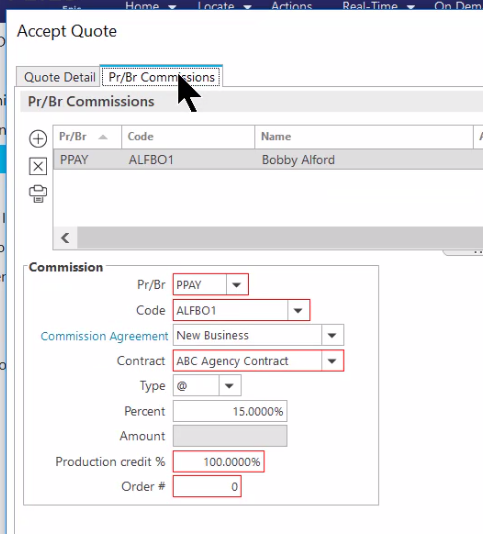 Epic Home Locate Actions Real-Time On Dem
Accept Quote
Quote Detail Pr/Br Commissions
Pr/Br Commissions
Pr/Br Code Name
PPAY ALFBO1 Bobby Alford
Commission
Pr/Br PPAY
Code ALFBO1
Commission Agreement New Business
Contract ABC Agency Contract
Type @
Percent 15.0000%
Amount
Production credit % 100.0000%
Order # 0